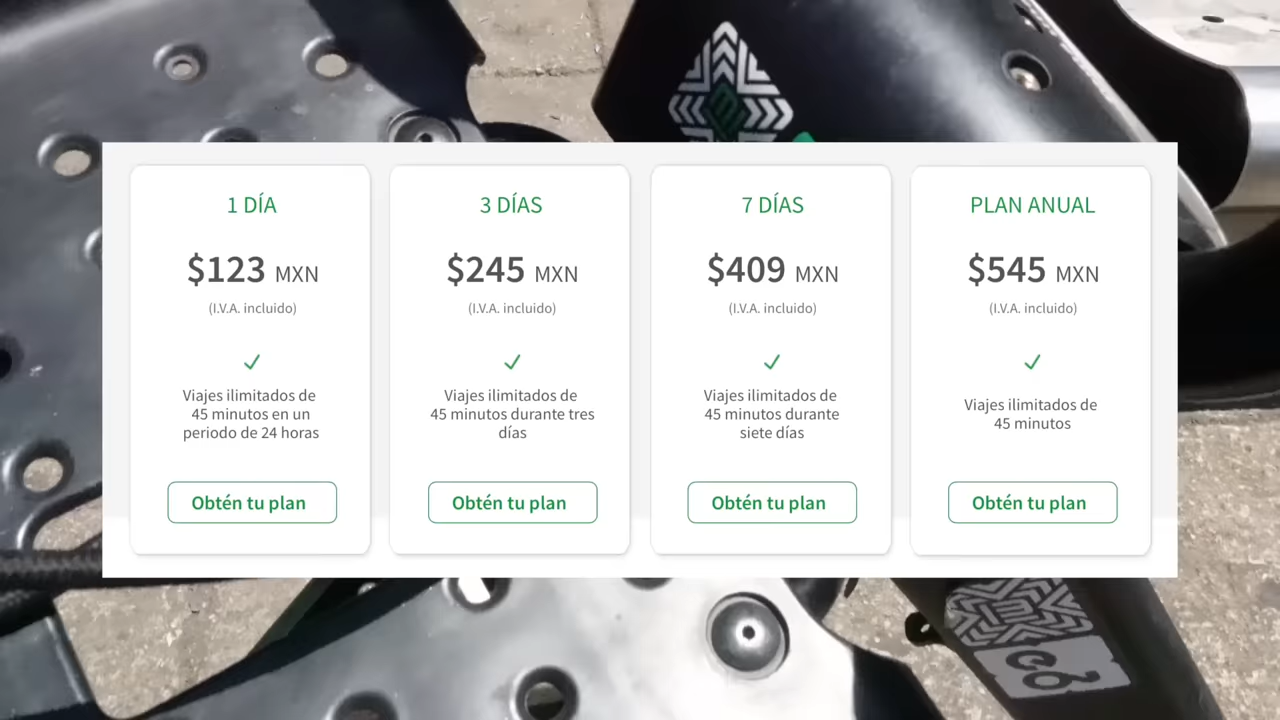 1 DÍA
$123 MXN
(I.V.A. incluido)
Viajes ilimitados de
45 minutos en un
periodo de 24 horas
Obtén tu plan
3 DÍAS
$245 MXN
(I.V.A. incluido)
Viajes ilimitados de
45 minutos durante tres
días
Obtén tu plan
7 DÍAS
$409 MXN
(I.V.A. incluido)
Viajes ilimitados de
45 minutos durante
siete días
Obtén tu plan
PLAN ANUAL
$545 MXN
(I.V.A. incluido)
Viajes ilimitados de
45 minutos
Obtén tu plan